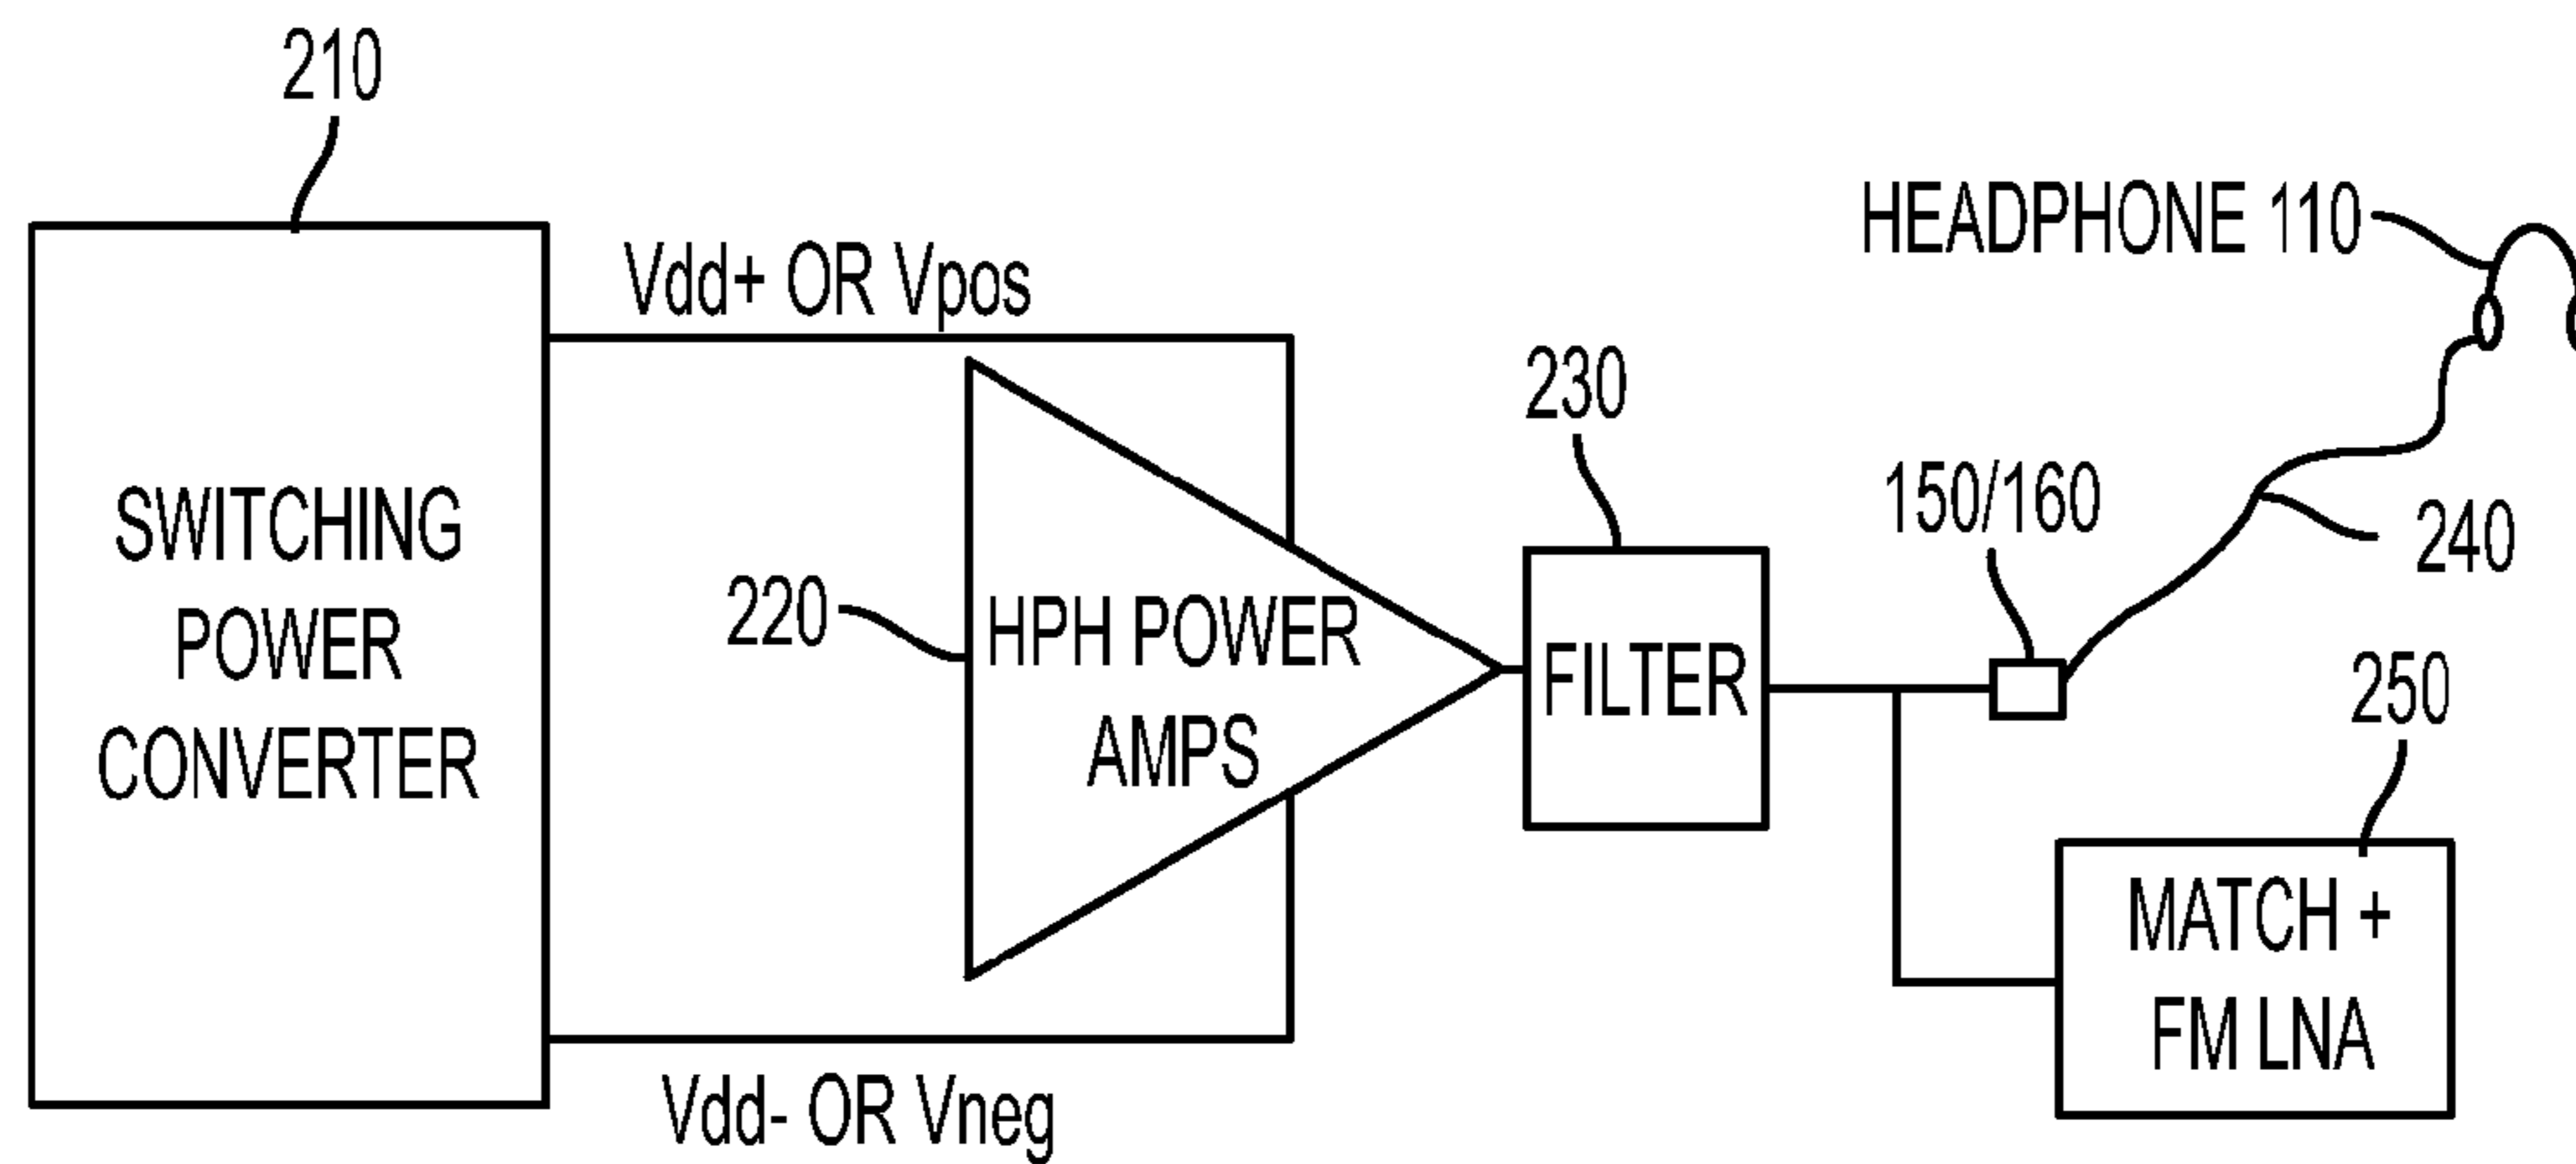 210
HEADPHONE 110
Vdd+ OR Vpos
230
150/160
240
SWITCHING
POWER
CONVERTER
220
HPH POWER
AMPS
FILTER
250
MATCH +
FM LNA
Vdd- OR Vneg